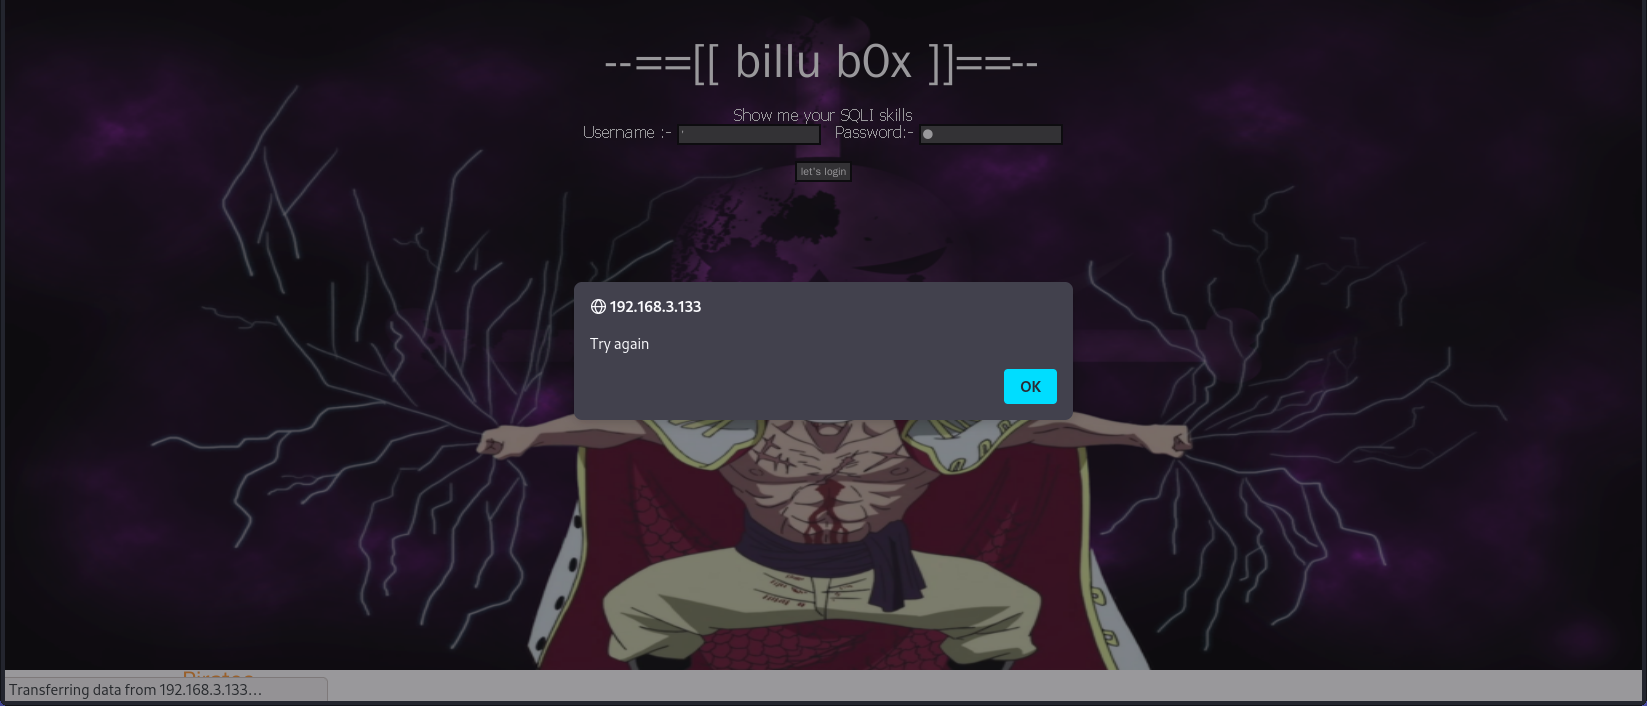 --==[[ billu b0x ]]==--
Show me your SQLI skills
Username :- ' Password:- ●
let's login
192.168.3.133
Try again
OK
Pirates
Transferring data from 192.168.3.133…